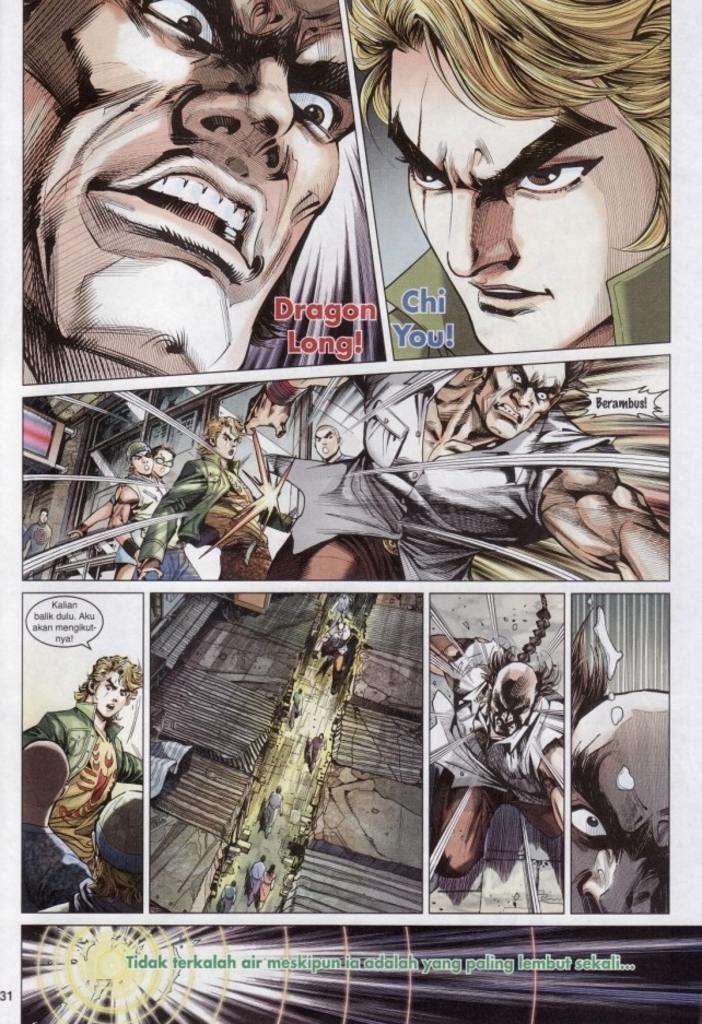 Dragon
Long!
Chi
You!
Berambus!
Kalian
balik dulu. Aku
akan mengikut-
nya!
Tidak terkalah air meskipun ia adalah yang paling lembut sekali...
31